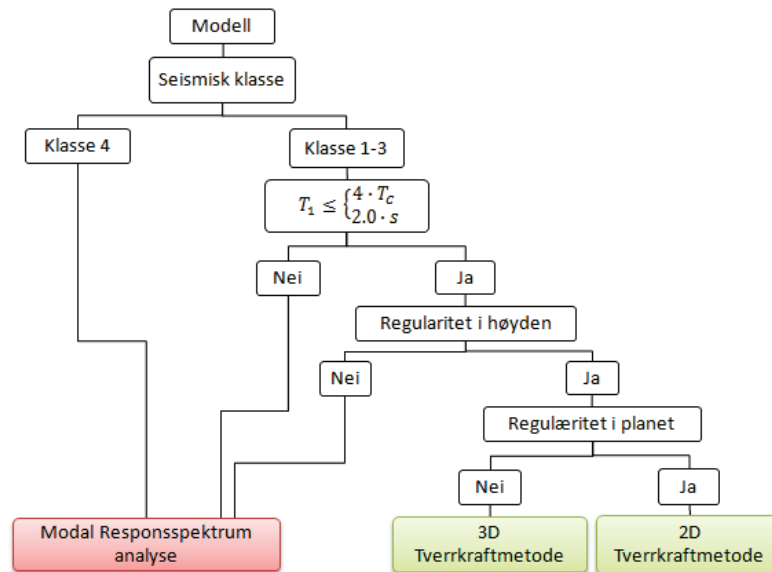 Modell
Seismisk klasse
Klasse 4
Klasse 1-3
T₁ ≤ {4 · T_C
2.0 · s
Nei
Ja
Regularitet i høyden
Nei
Ja
Regulæritet i planet
Nei
Ja
Modal Responsspektrum
analyse
3D
Tverrkraftmetode
2D
Tverrkraftmetode